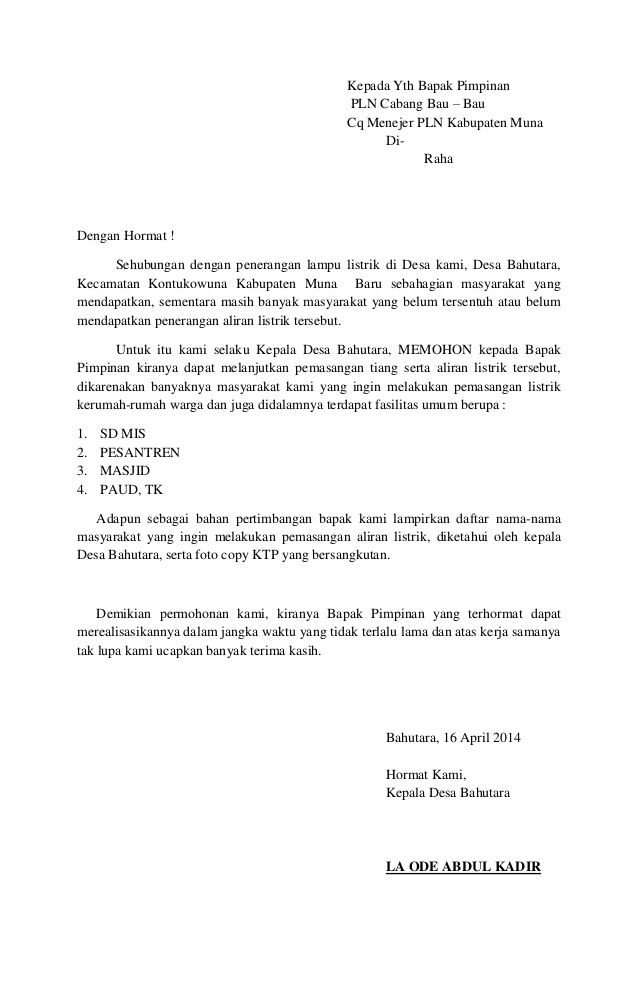 Kepada Yth Bapak Pimpinan
PLN Cabang Bau – Bau
Cq Menejer PLN Kabupaten Muna
Di-
Raha
Dengan Hormat !
Sehubungan dengan penerangan lampu listrik di Desa kami, Desa Bahutara,
Kecamatan Kontukowuna Kabupaten Muna Baru sebahagian masyarakat yang
mendapatkan, sementara masih banyak masyarakat yang belum tersentuh atau belum
mendapatkan penerangan aliran listrik tersebut.
Untuk itu kami selaku Kepala Desa Bahutara, MEMOHON kepada Bapak
Pimpinan kiranya dapat melanjutkan pemasangan tiang serta aliran listrik tersebut,
dikarenakan banyaknya masyarakat kami yang ingin melakukan pemasangan listrik
kerumah-rumah warga dan juga didalamnya terdapat fasilitas umum berupa :
1. SD MIS
2. PESANTREN
3. MASJID
4. PAUD, TK
Adapun sebagai bahan pertimbangan bapak kami lampirkan daftar nama-nama
masyarakat yang ingin melakukan pemasangan aliran listrik, diketahui oleh kepala
Desa Bahutara, serta foto copy KTP yang bersangkutan.
Demikian permohonan kami, kiranya Bapak Pimpinan yang terhormat dapat
merealisasikannya dalam jangka waktu yang tidak terlalu lama dan atas kerja samanya
tak lupa kami ucapkan banyak terima kasih.
Bahutara, 16 April 2014
Hormat Kami,
Kepala Desa Bahutara
LA ODE ABDUL KADIR